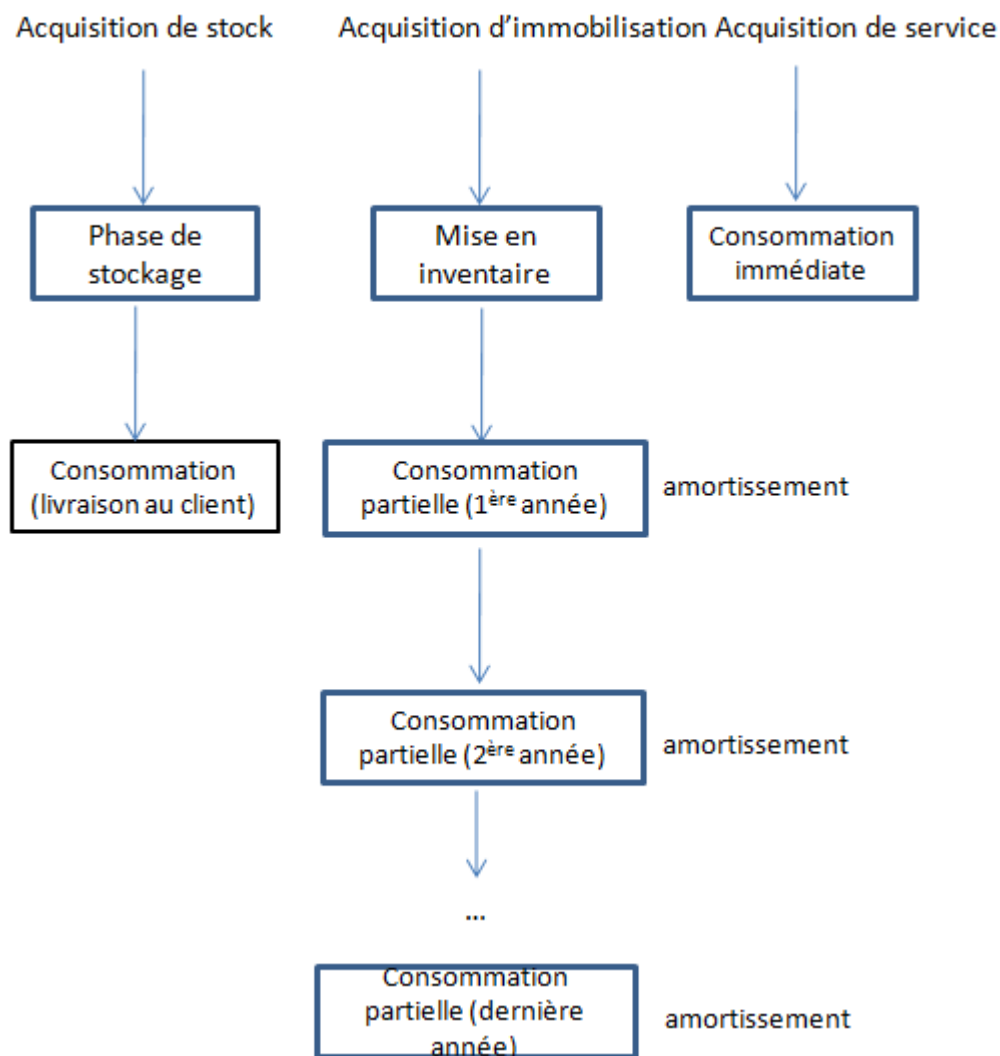 Acquisition de stock
Acquisition d’immobilisation
Acquisition de service
Phase de
stockage
Mise en
inventaire
Consommation
immédiate
Consommation
(livraison au client)
Consommation
partielle (1ère année)
amortissement
Consommation
partielle (2ère année)
amortissement
...
Consommation
partielle (dernière
année)
amortissement